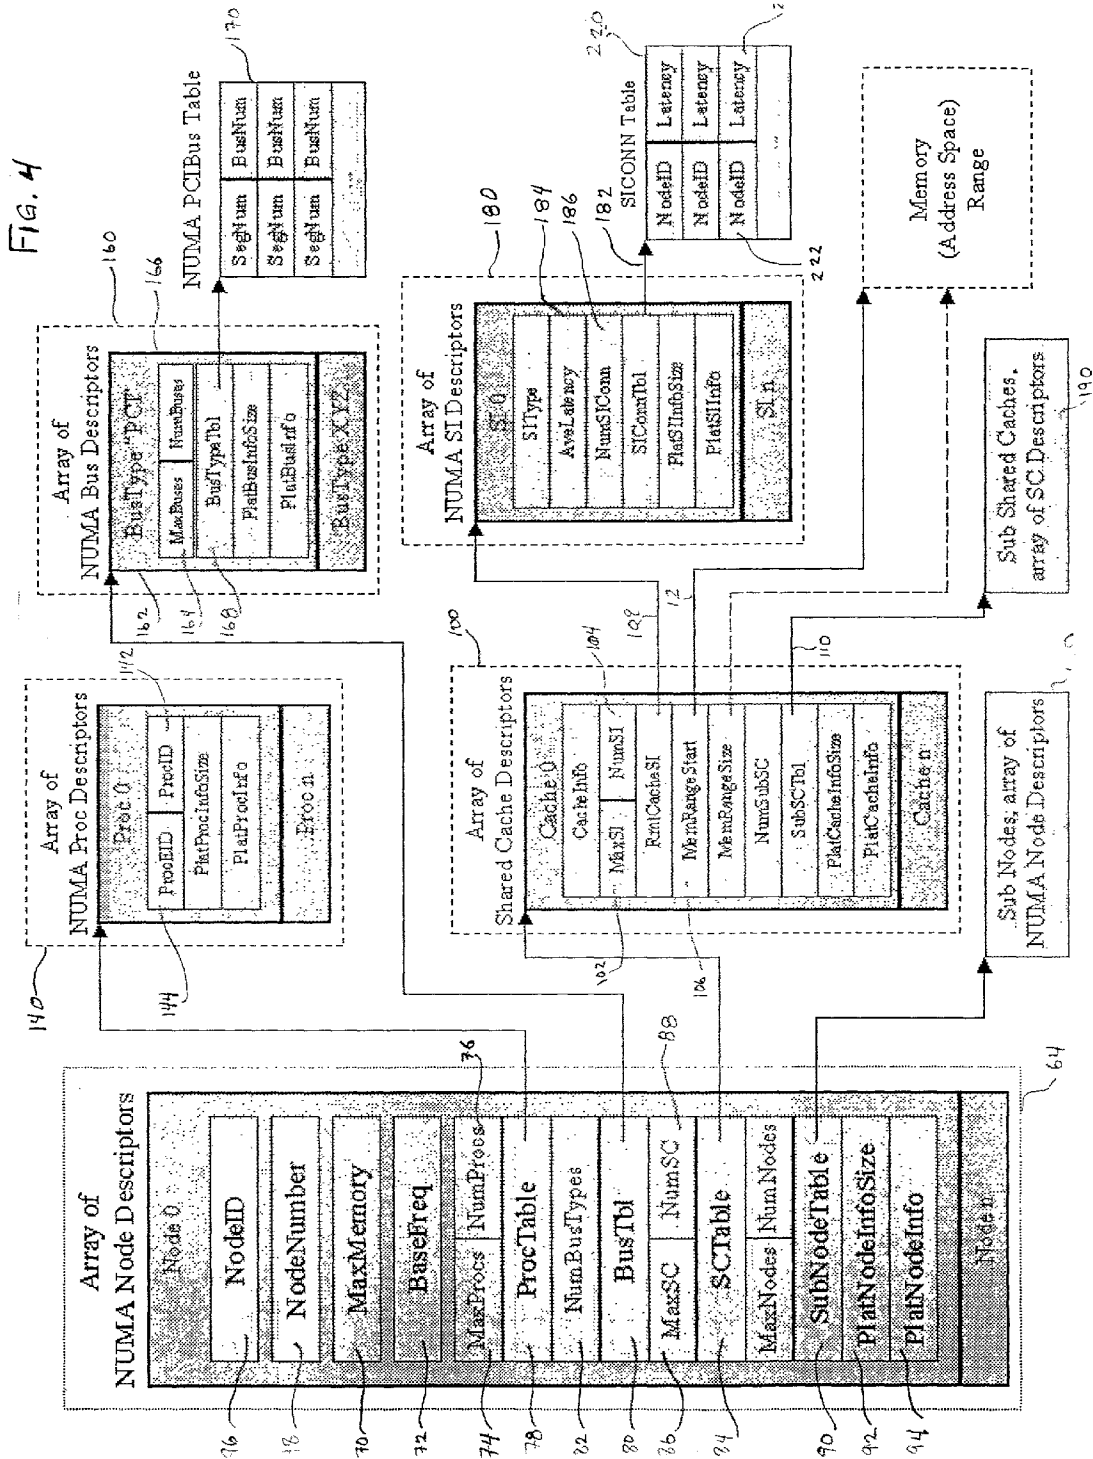 FIG. 4
Array of
NUMA Node Descriptors
Node 0
NodeID
NodeNumber
MaxMemory
BaseFreq
MaxProcs NumProcs
ProcTable
NumBusTypes
BusTbl
MaxSC NumSC
SCTable
MaxNodes NumNodes
SubNodeTable
PlatNodeInfoSize
PlatNodeInfo
Node n
70
72
74
76
78
82
80
86
88
84
90
92
94
64
Array of
NUMA Proc Descriptors
Proc 0
ProcEID ProcID
PlatProcInfoSize
PlatProcInfo
Proc n
140
142
144
Array of
NUMA Bus Descriptors
BusType "PCI"
MaxBuses NumBuses
BusTypeTbl
PlatBusInfoSize
PlatBusInfo
BusType XYZ
160
162
164
166
168
NUMA PCIBus Table
SegNum BusNum
SegNum BusNum
SegNum BusNum
170
Array of
Shared Cache Descriptors
Cache 0
CacheInfo
MaxSI NumSI
RmtCacheSI
MemRangeStart
MemRangeSize
NumSubSC
SubSCTbl
PlatCacheInfoSize
PlatCacheInfo
Cache n
100
102
104
106
109
12
110
Array of
NUMA SI Descriptors
SI 0
SIType
AveLatency
NumSIConn
SIConnTbl
PlatSIInfoSize
PlatSIInfo
SI n
180
184
186
182
SICONN Table
NodeID Latency
NodeID Latency
NodeID Latency
220
222
Memory
(Address Space)
Range
Sub Shared Caches,
array of SC Descriptors
190
Sub Nodes, array of
NUMA Node Descriptors